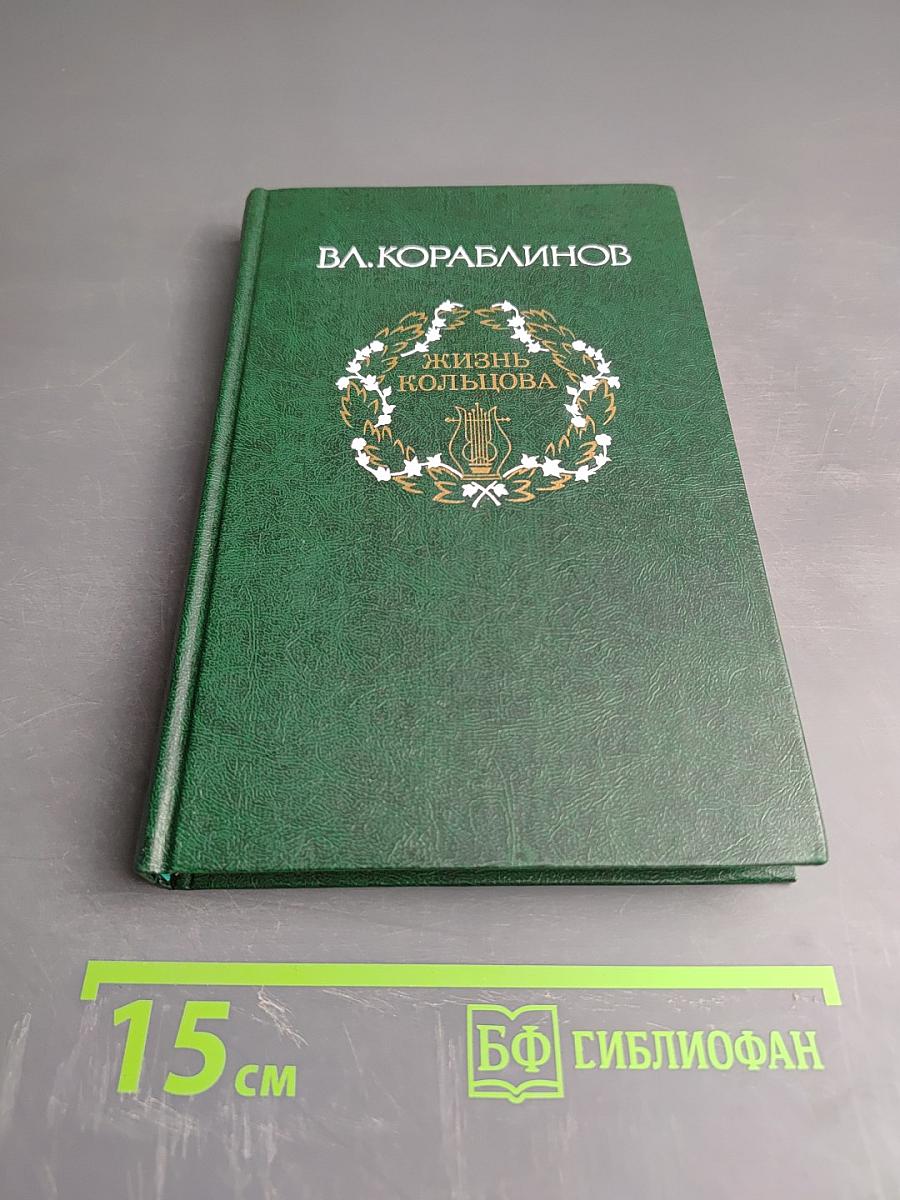 ВЛ.КОРАБЛИНОВ
ЖИЗНЬ
КОЛЬЦОВА
15 см
БФ БИБЛИОФАН